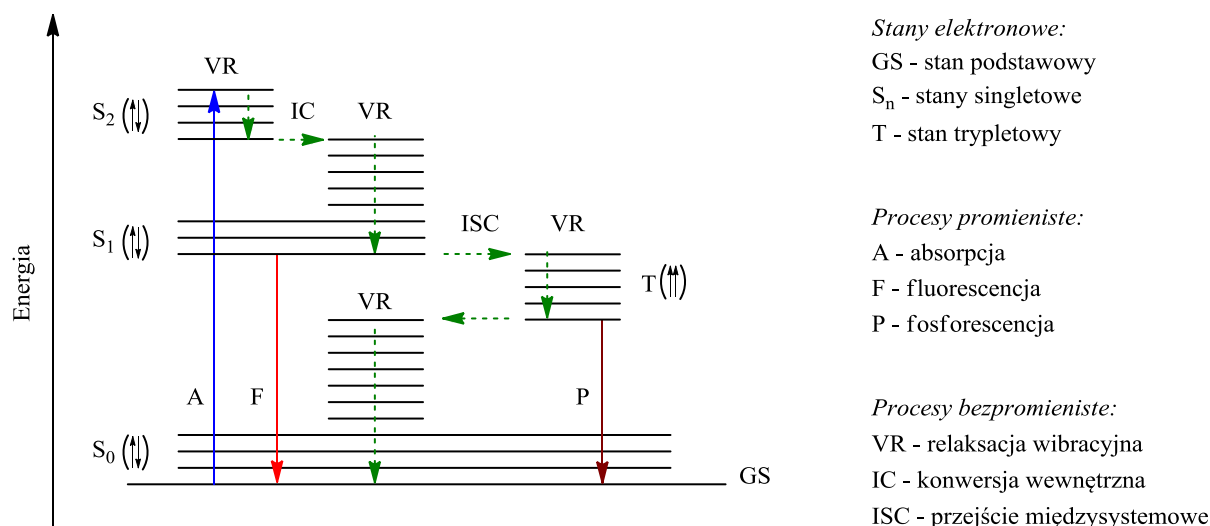 Energia
VR
S2
IC
VR
S1
ISC
VR
T
VR
A
F
P
S0
GS
Stany elektronowe:
GS - stan podstawowy
Sn - stany singletowe
T - stan trypletowy
Procesy promieniste:
A - absorpcja
F - fluorescencja
P - fosforescencja
Procesy bezpromieniste:
VR - relaksacja wibracyjna
IC - konwersja wewnętrzna
ISC - przejście międzysystemowe